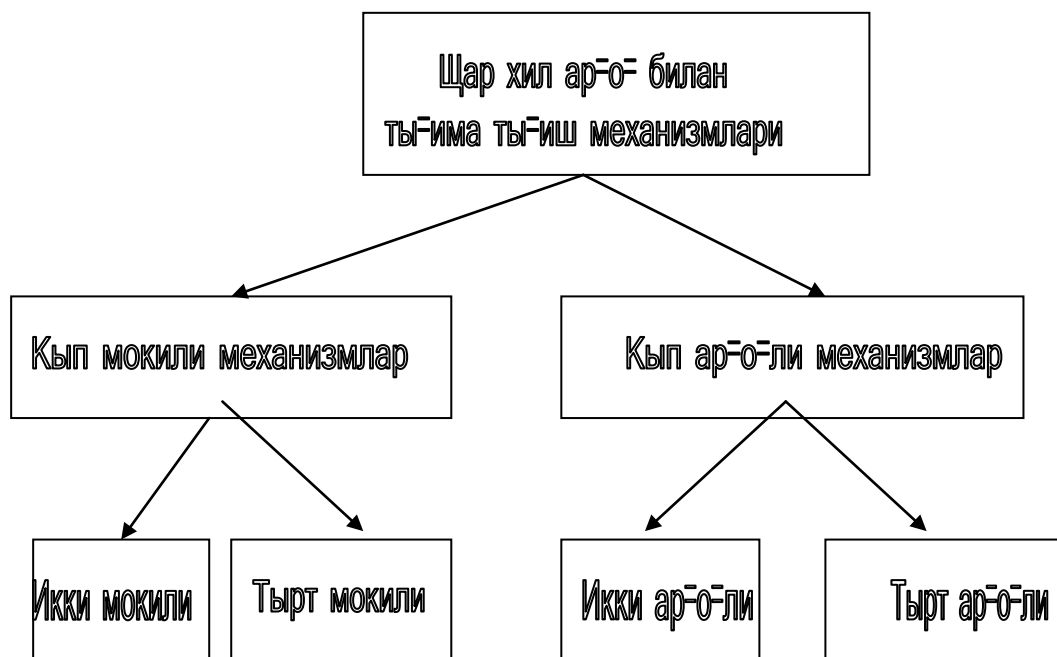 Щар хил ар¯о¯ билан
ты¯има ты¯иш механизмлари
Кып мокили механизмлар
Кып ар¯о¯ли механизмлар
Икки мокили
Тырт мокили
Икки ар¯о¯ли
Тырт ар¯о¯ли